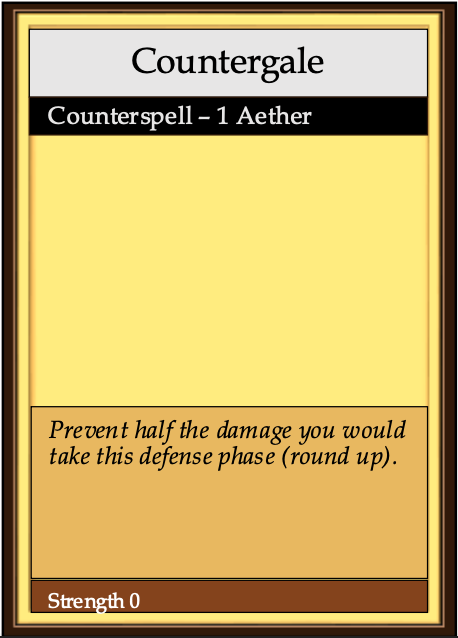 Countergale
Counterspell – 1 Aether
Prevent half the damage you would
take this defense phase (round up).
Strength 0